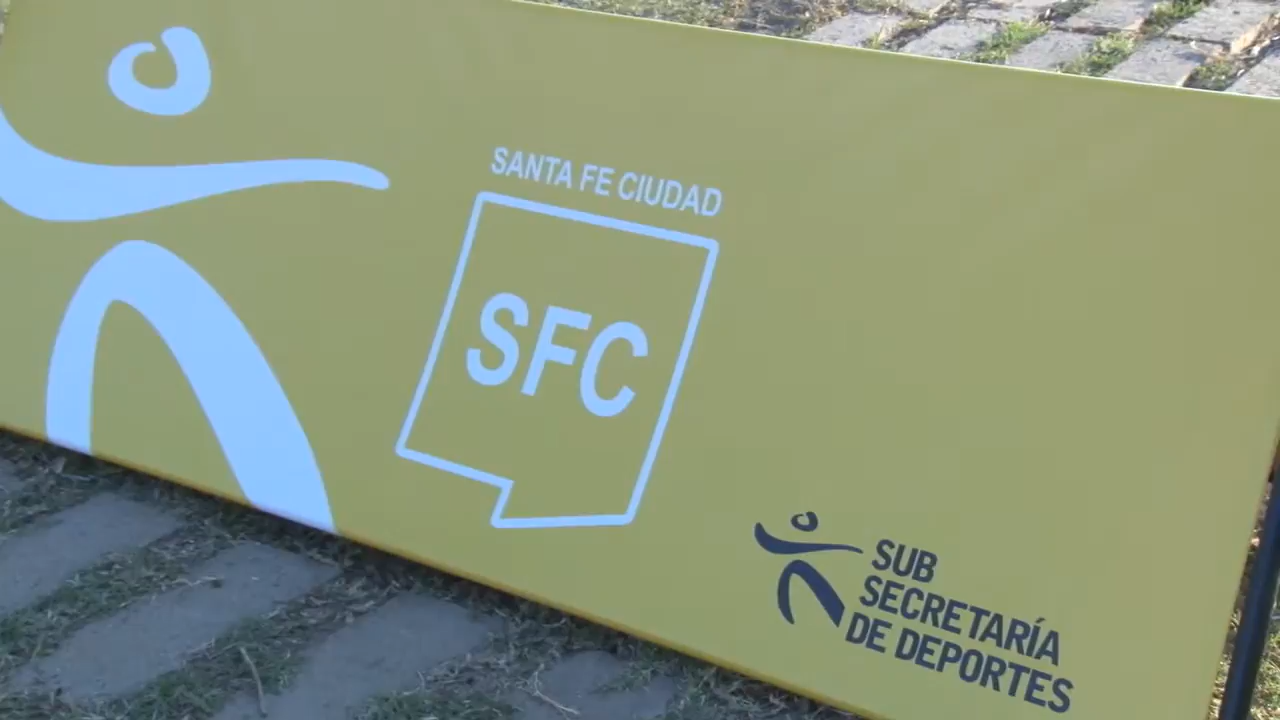 SANTA FE CIUDAD
SFC
SUB
SECRETARÍA
DE DEPORTES